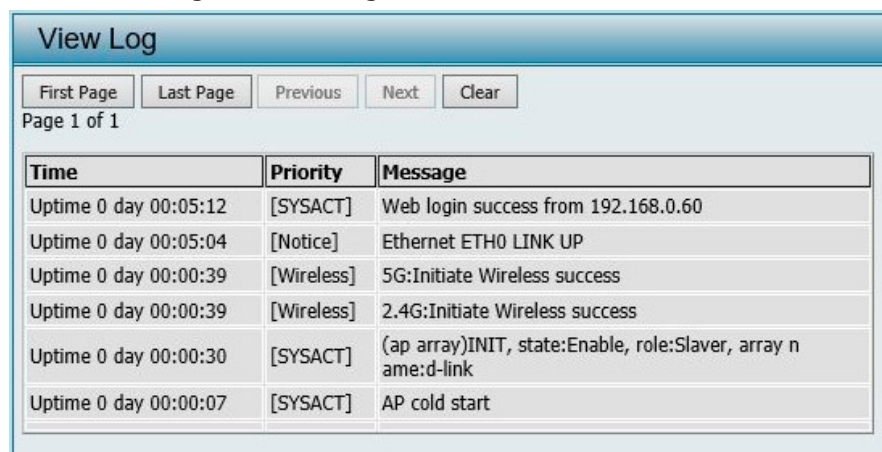 View Log
First Page Last Page Previous Next Clear
Page 1 of 1
Time Priority Message
Uptime 0 day 00:05:12 [SYSACT] Web login success from 192.168.0.60
Uptime 0 day 00:05:04 [Notice] Ethernet ETH0 LINK UP
Uptime 0 day 00:00:39 [Wireless] 5G:Initiate Wireless success
Uptime 0 day 00:00:39 [Wireless] 2.4G:Initiate Wireless success
Uptime 0 day 00:00:30 [SYSACT] (ap array)INIT, state:Enable, role:Slaver, array n
ame:d-link
Uptime 0 day 00:00:07 [SYSACT] AP cold start